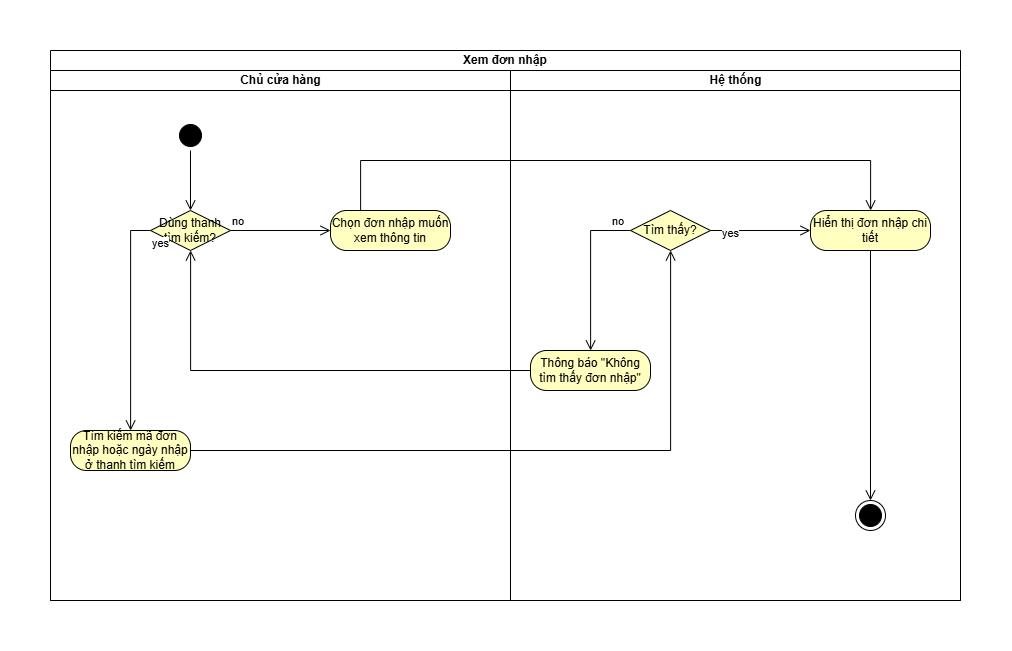 Xem đơn nhập
Chủ cửa hàng
Hệ thống
Dùng thanh
tìm kiếm?
no
yes
Chọn đơn nhập muốn
xem thông tin
no
Tìm thấy?
yes
Hiển thị đơn nhập chi
tiết
Thông báo "Không
tìm thấy đơn nhập"
Tìm kiếm mã đơn
nhập hoặc ngày nhập
ở thanh tìm kiếm